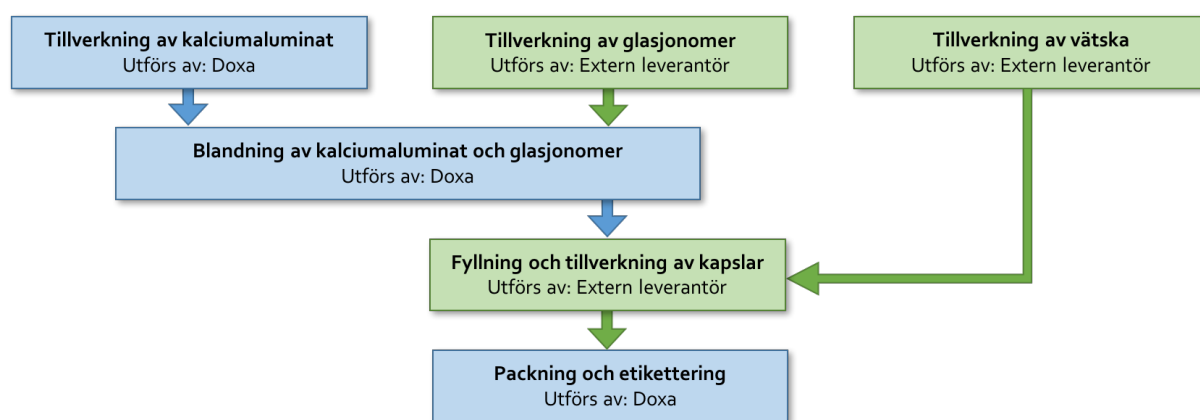 Tillverkning av kalciumaluminat
Utförs av: Doxa
Tillverkning av glasjonomer
Utförs av: Extern leverantör
Tillverkning av vätska
Utförs av: Extern leverantör
Blandning av kalciumaluminat och glasjonomer
Utförs av: Doxa
Fyllning och tillverkning av kapslar
Utförs av: Extern leverantör
Packning och etikettering
Utförs av: Doxa